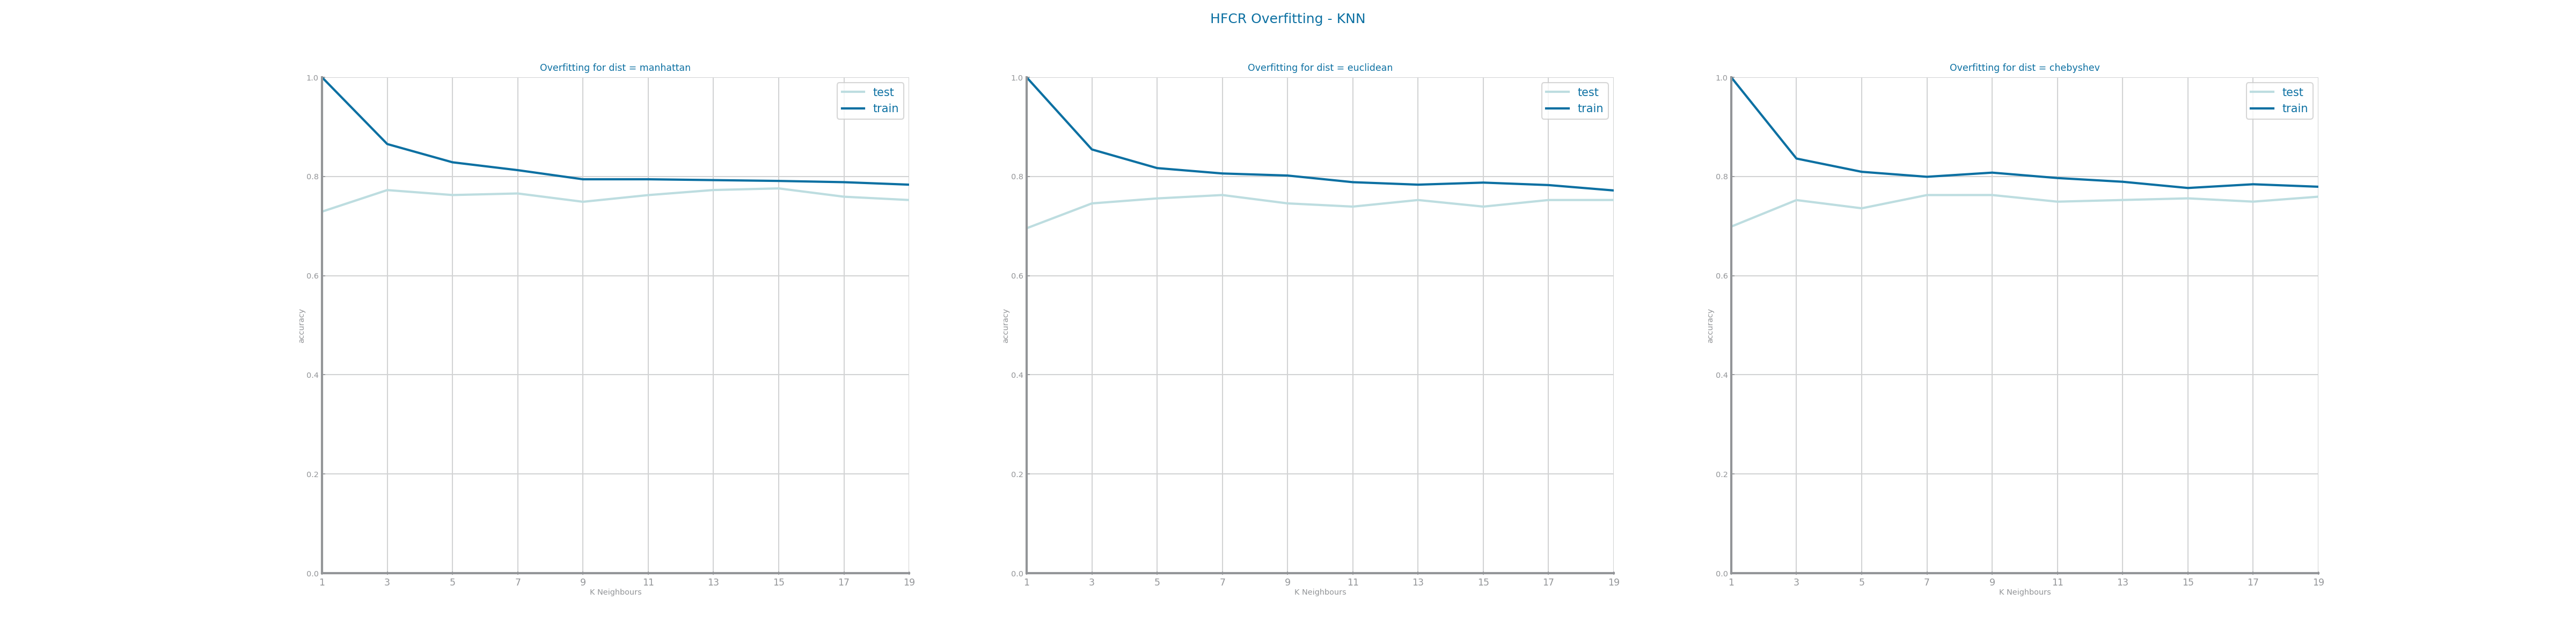 HFCR Overfitting - KNN
Overfitting for dist = manhattan
1.0
0.8
0.6
0.4
0.2
0.0
accuracy
test
train
1 3 5 7 9 11 13 15 17 19
K Neighbours
Overfitting for dist = euclidean
1.0
0.8
0.6
0.4
0.2
0.0
accuracy
test
train
1 3 5 7 9 11 13 15 17 19
K Neighbours
Overfitting for dist = chebyshev
1.0
0.8
0.6
0.4
0.2
0.0
accuracy
test
train
1 3 5 7 9 11 13 15 17 19
K Neighbours